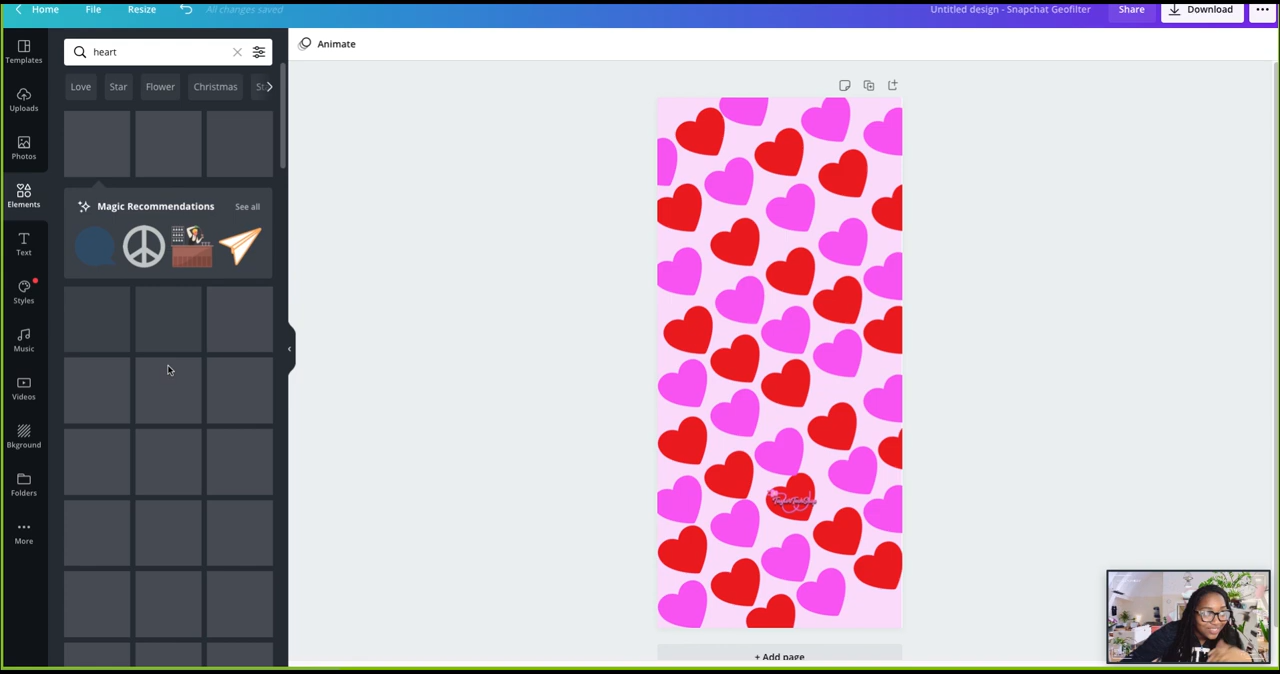 Home File Resize All changes saved Untitled design - Snapchat Geofilter Share Download
Animate
heart
Love Star Flower Christmas St
Magic Recommendations See all
Templates
Uploads
Photos
Elements
Text
Styles
Music
Videos
Bkground
Folders
More
+ Add page